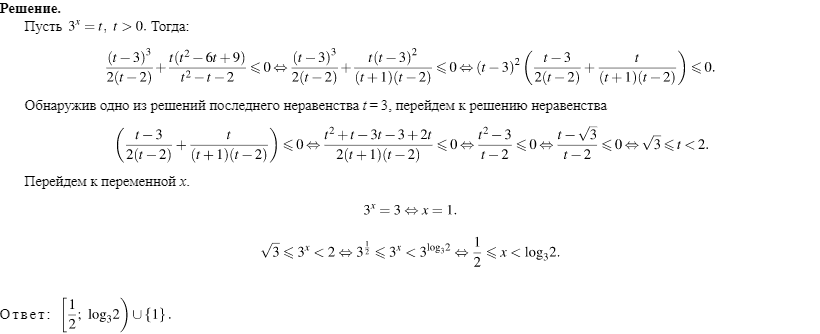 Решение.
Пусть 3^x = t, t > 0. Тогда:
(t − 3)^3 / 2(t − 2) + t(t^2 − 6t + 9) / t^2 − t − 2 ⩽ 0 ⇔ (t − 3)^3 / 2(t − 2) + t(t − 3)^2 / (t + 1)(t − 2) ⩽ 0 ⇔ (t − 3)^2 ( t − 3 / 2(t − 2) + t / (t + 1)(t − 2) ) ⩽ 0.
Обнаружив одно из решений последнего неравенства t = 3, перейдем к решению неравенства
( t − 3 / 2(t − 2) + t / (t + 1)(t − 2) ) ⩽ 0 ⇔ t^2 + t − 3t − 3 + 2t / 2(t + 1)(t − 2) ⩽ 0 ⇔ t^2 − 3 / t − 2 ⩽ 0 ⇔ t − √3 / t − 2 ⩽ 0 ⇔ √3 ⩽ t < 2.
Перейдем к переменной x.
3^x = 3 ⇔ x = 1.
√3 ⩽ 3^x < 2 ⇔ 3^(1/2) ⩽ 3^x < 3^(log_3 2) ⇔ 1/2 ⩽ x < log_3 2.
Ответ: [1/2; log_3 2) ∪ {1}.